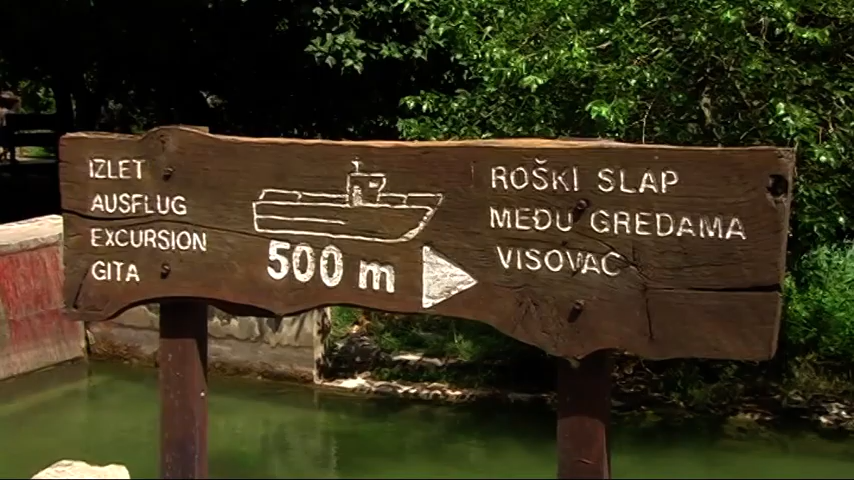 IZLET
AUSFLUG
EXCURSION
GITA
500 m
ROŠKI SLAP
MEĐU GREDAMA
VISOVAC